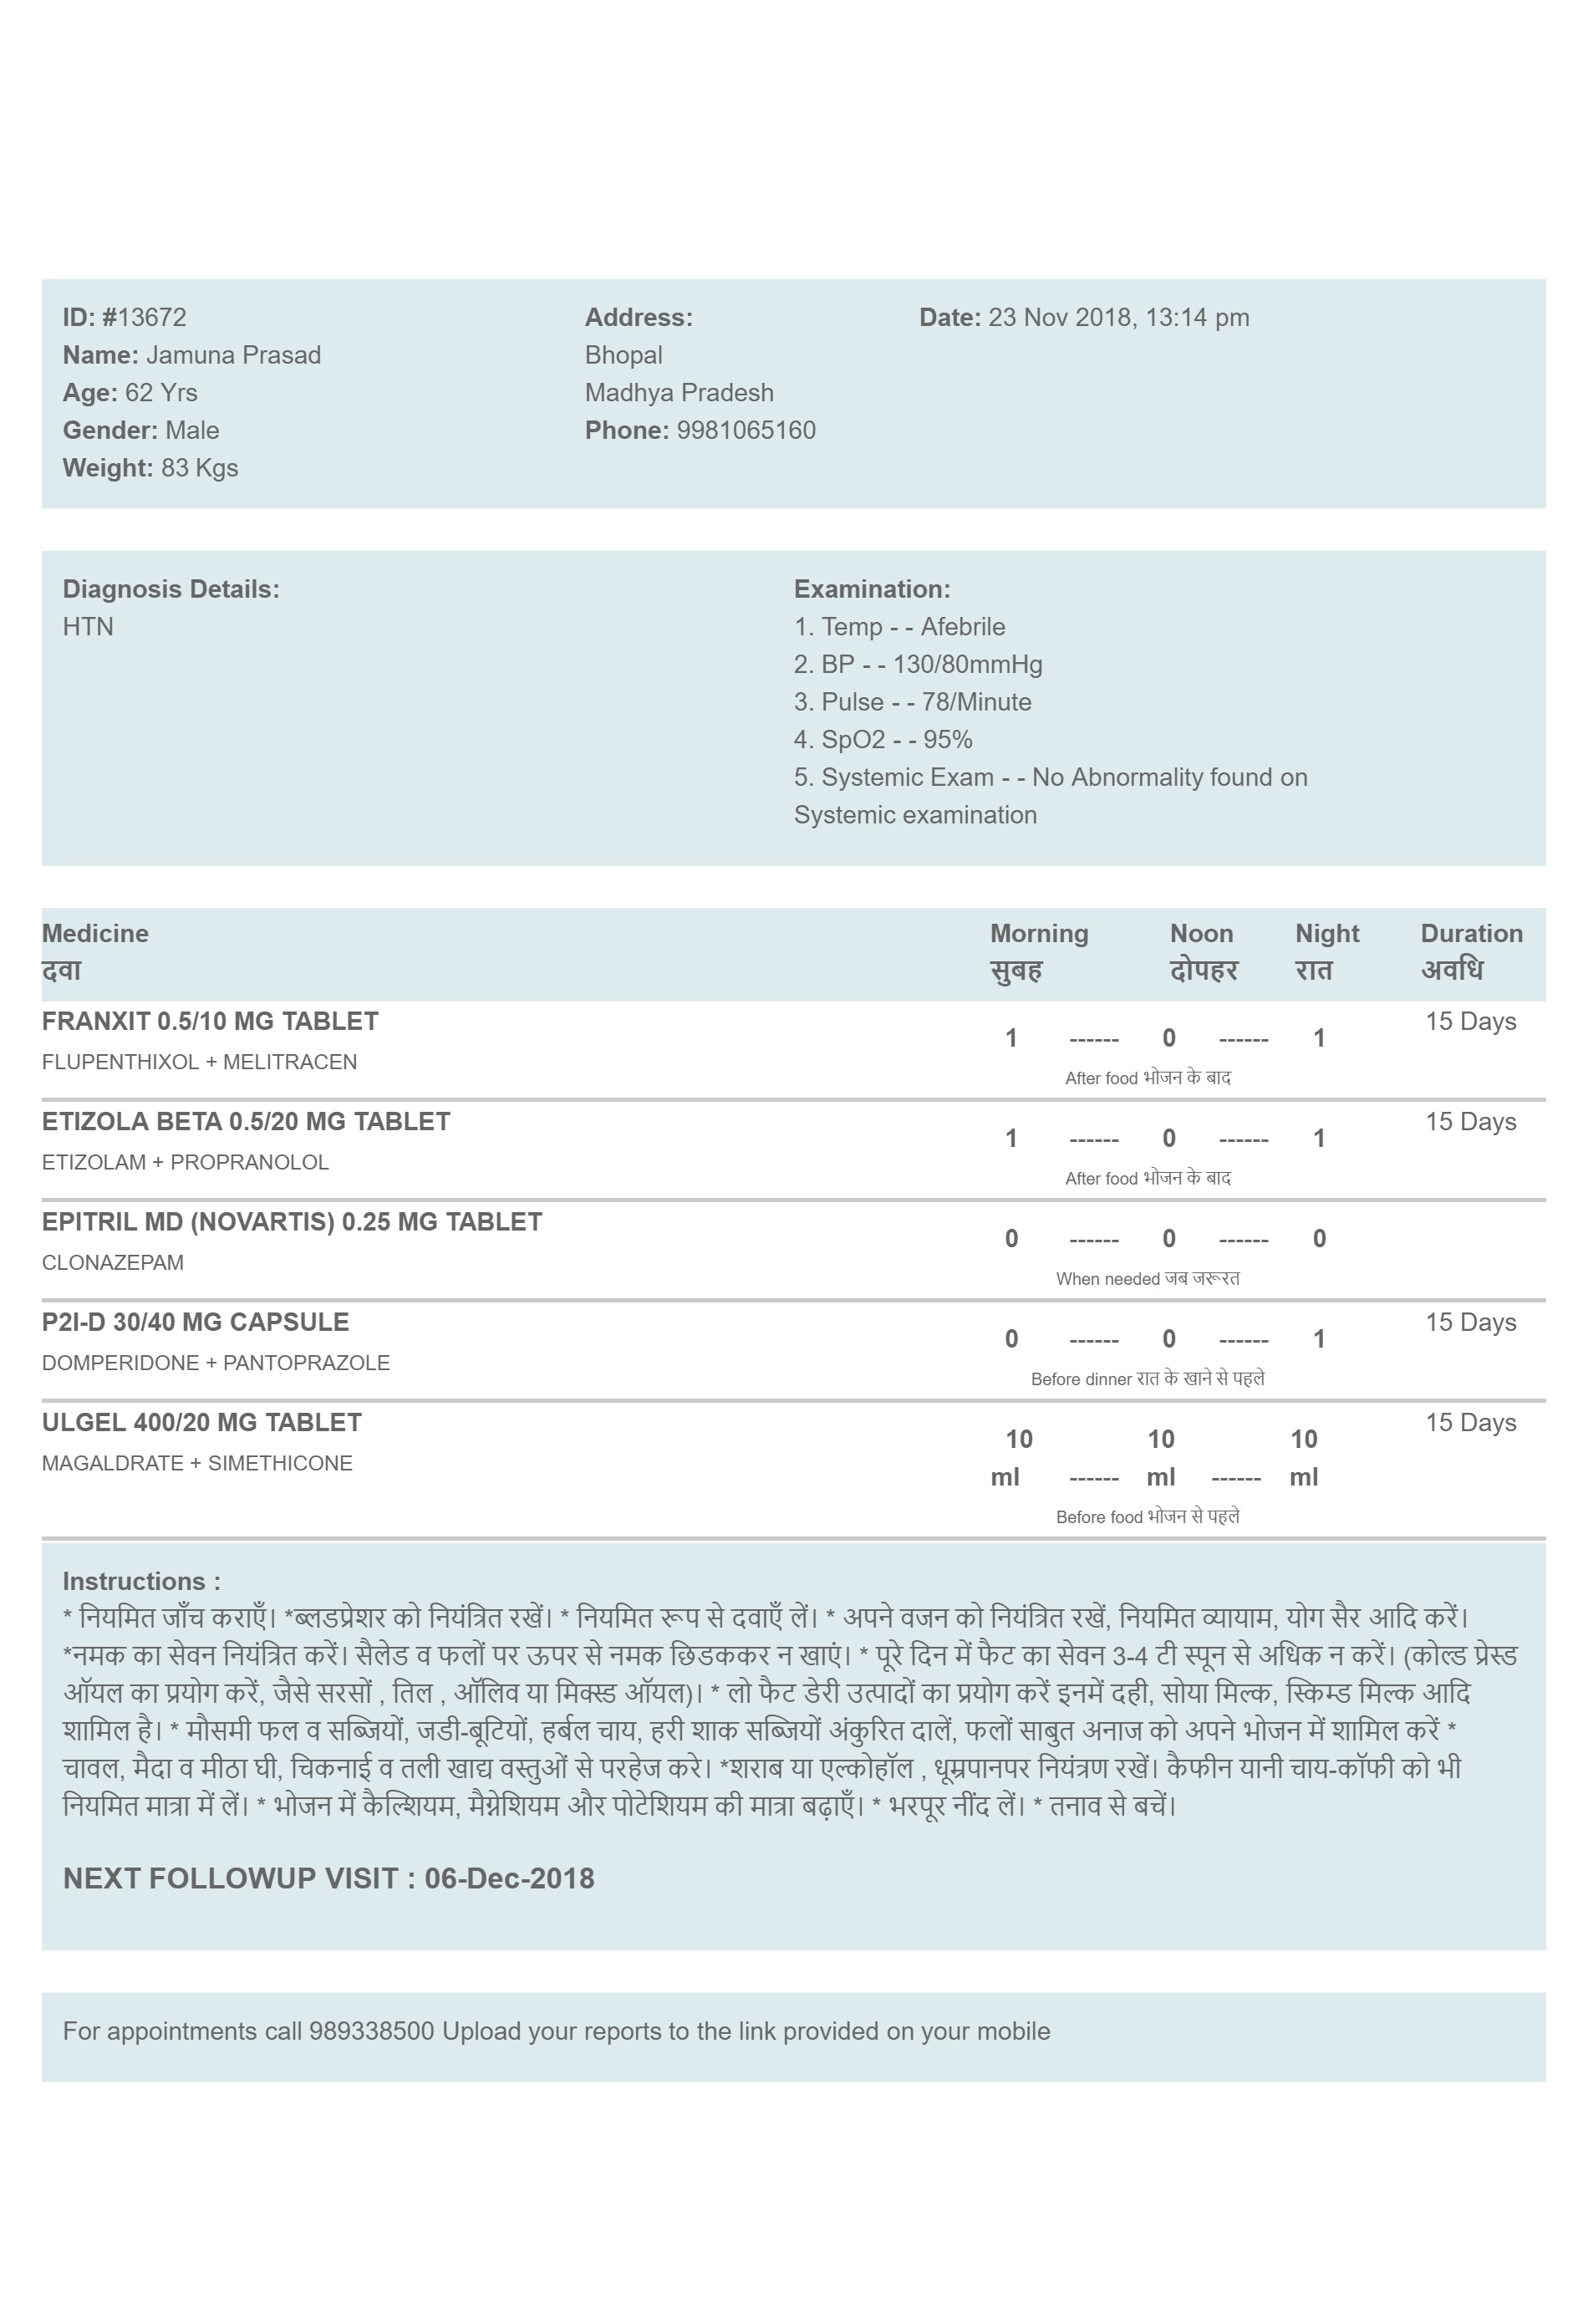 ID: #13672
Name: Jamuna Prasad
Age: 62 Yrs
Gender: Male
Weight: 83 Kgs
Address:
Bhopal
Madhya Pradesh
Phone: 9981065160
Date: 23 Nov 2018, 13:14 pm
Diagnosis Details:
HTN
Examination:
1. Temp - - Afebrile
2. BP - - 130/80mmHg
3. Pulse - - 78/Minute
4. SpO2 - - 95%
5. Systemic Exam - - No Abnormality found on
Systemic examination
Medicine Morning Noon Night Duration
दवा सुबह दोपहर रात अवधि
FRANXIT 0.5/10 MG TABLET 1 ------ 0 ------ 1 15 Days
FLUPENTHIXOL + MELITRACEN
After food भोजन के बाद
ETIZOLA BETA 0.5/20 MG TABLET 1 ------ 0 ------ 1 15 Days
ETIZOLAM + PROPRANOLOL
After food भोजन के बाद
EPITRIL MD (NOVARTIS) 0.25 MG TABLET 0 ------ 0 ------ 0
CLONAZEPAM
When needed जब जरूरत
P2I-D 30/40 MG CAPSULE 0 ------ 0 ------ 1 15 Days
DOMPERIDONE + PANTOPRAZOLE
Before dinner रात के खाने से पहले
ULGEL 400/20 MG TABLET 10 10 10 15 Days
MAGALDRATE + SIMETHICONE ml ------ ml ------ ml
Before food भोजन से पहले
Instructions :
* नियमित जाँच कराएँ। *ब्लडप्रेशर को नियंत्रित रखें। * नियमित रूप से दवाएँ लें। * अपने वजन को नियंत्रित रखें, नियमित व्यायाम, योग सैर आदि करें।
*नमक का सेवन नियंत्रित करें। सैलेड व फलों पर ऊपर से नमक छिडककर न खाएं। * पूरे दिन में फैट का सेवन 3-4 टी स्पून से अधिक न करें। (कोल्ड प्रेस्ड
ऑयल का प्रयोग करें, जैसे सरसों , तिल , ऑलिव या मिक्स्ड ऑयल)। * लो फैट डेरी उत्पादों का प्रयोग करें इनमें दही, सोया मिल्क, स्किम्ड मिल्क आदि
शामिल है। * मौसमी फल व सब्जियों, जडी-बूटियों, हर्बल चाय, हरी शाक सब्जियों अंकुरित दालें, फलों साबुत अनाज को अपने भोजन में शामिल करें *
चावल, मैदा व मीठा घी, चिकनाई व तली खाद्य वस्तुओं से परहेज करे। *शराब या एल्कोहॉल , धूम्रपानपर नियंत्रण रखें। कैफीन यानी चाय-कॉफी को भी
नियमित मात्रा में लें। * भोजन में कैल्शियम, मैग्नेशियम और पोटेशियम की मात्रा बढ़ाएँ। * भरपूर नींद लें। * तनाव से बचें।
NEXT FOLLOWUP VISIT : 06-Dec-2018
For appointments call 989338500 Upload your reports to the link provided on your mobile